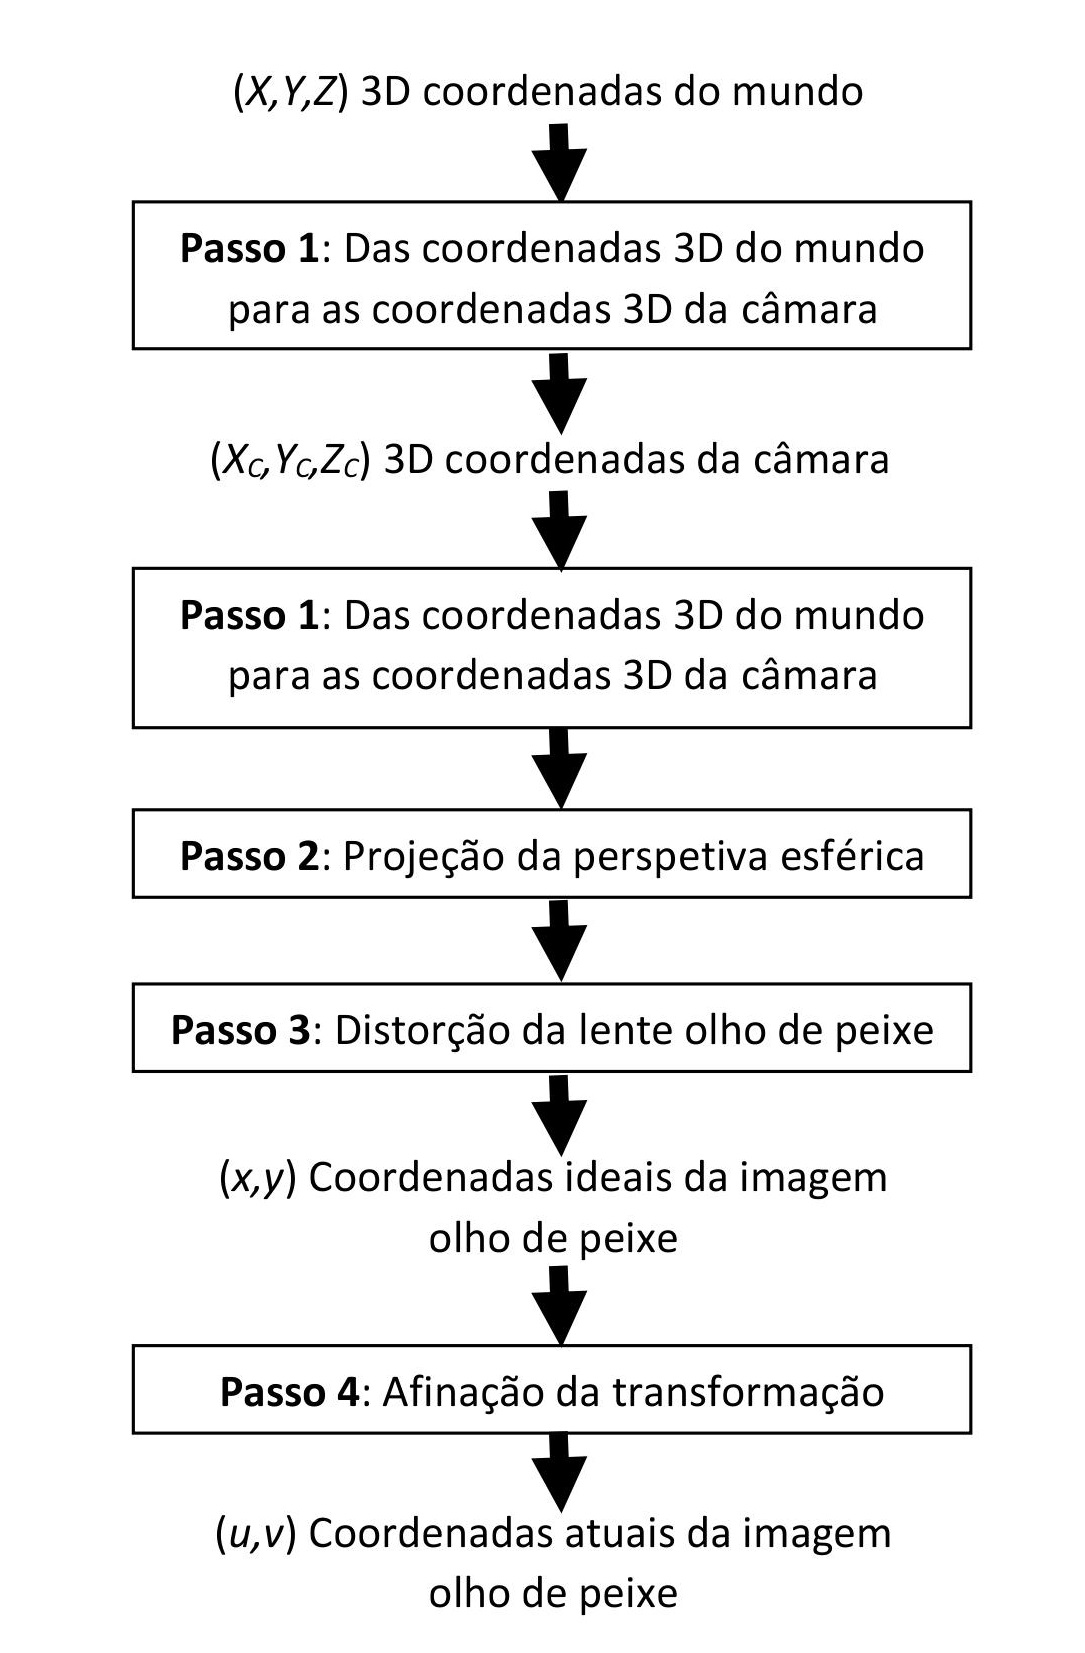 (X,Y,Z) 3D coordenadas do mundo
Passo 1: Das coordenadas 3D do mundo
para as coordenadas 3D da câmara
(XC,YC,ZC) 3D coordenadas da câmara
Passo 1: Das coordenadas 3D do mundo
para as coordenadas 3D da câmara
Passo 2: Projeção da perspetiva esférica
Passo 3: Distorção da lente olho de peixe
(x,y) Coordenadas ideais da imagem
olho de peixe
Passo 4: Afinação da transformação
(u,v) Coordenadas atuais da imagem
olho de peixe